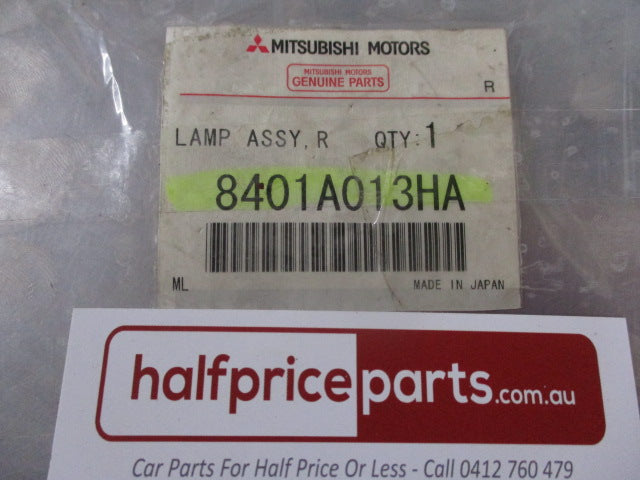 MITSUBISHI MOTORS
MITSUBISHI MOTORS
GENUINE PARTS
R
LAMP ASSY, R QTY: 1
8401A013HA
ML MADE IN JAPAN
halfpriceparts.com.au
Car Parts For Half Price Or Less - Call 0412 760 479